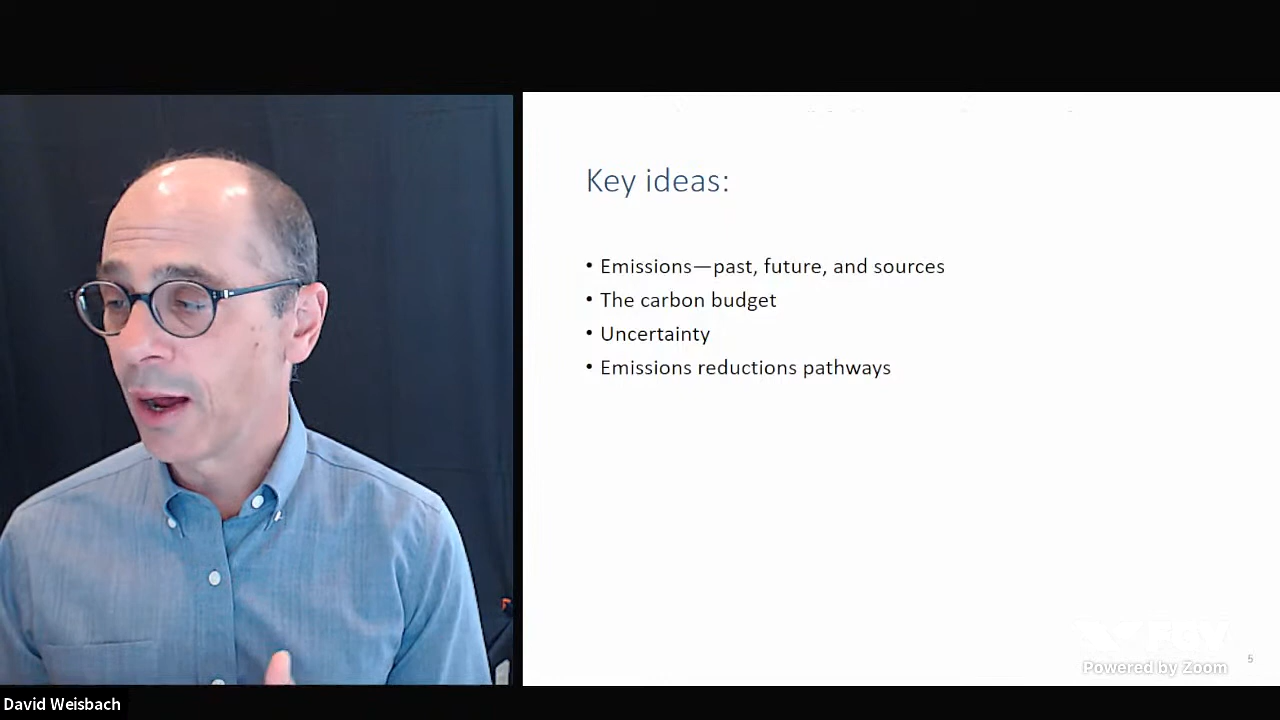 Key ideas:
• Emissions—past, future, and sources
• The carbon budget
• Uncertainty
• Emissions reductions pathways
Powered by Zoom
5
David Weisbach